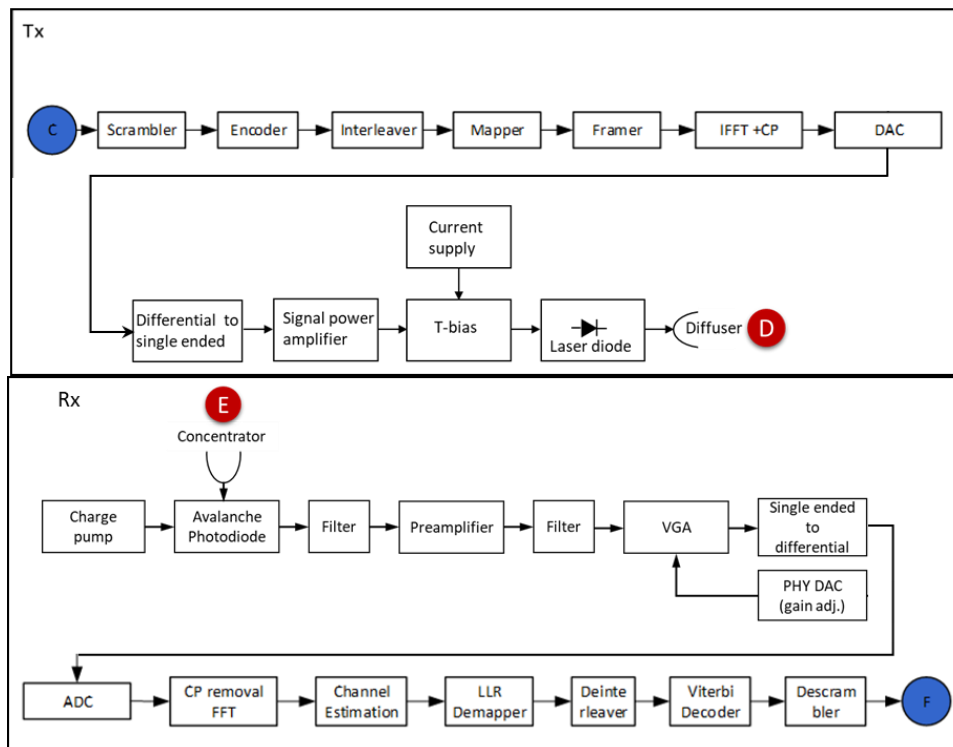 Tx
C
Scrambler
Encoder
Interleaver
Mapper
Framer
IFFT +CP
DAC
Current
supply
Differential to
single ended
Signal power
amplifier
T-bias
Laser diode
Diffuser
D
Rx
E
Concentrator
Charge
pump
Avalanche
Photodiode
Filter
Preamplifier
Filter
VGA
Single ended
to
differential
PHY DAC
(gain adj.)
ADC
CP removal
FFT
Channel
Estimation
LLR
Demapper
Deinte
rleaver
Viterbi
Decoder
Descram
bler
F